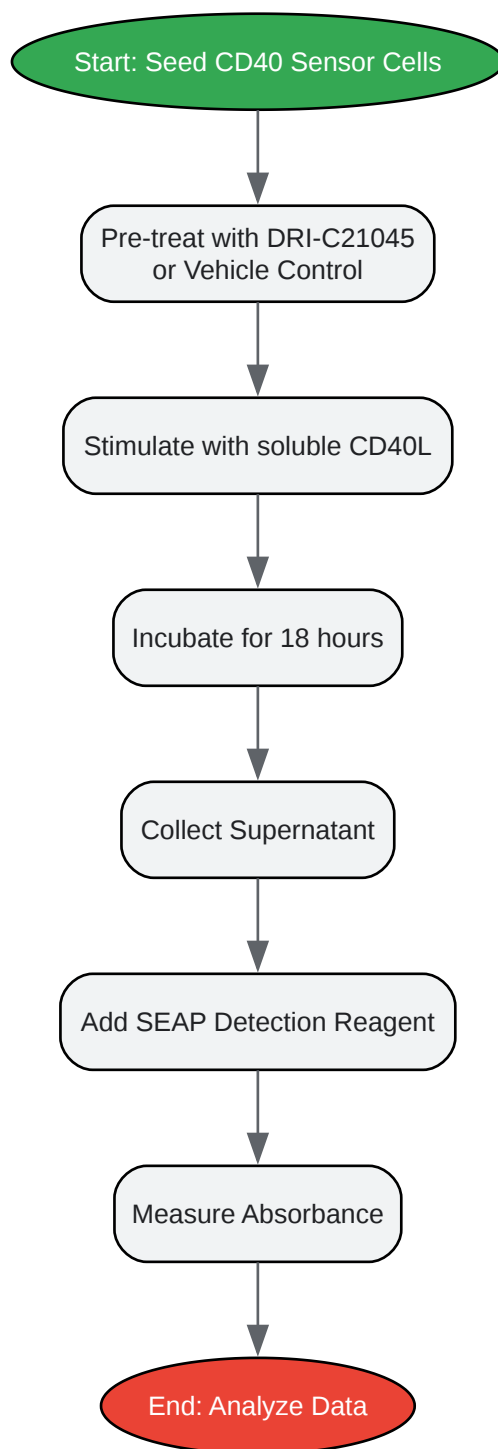 Start: Seed CD40 Sensor Cells
Pre-treat with DRI-C21045
or Vehicle Control
Stimulate with soluble CD40L
Incubate for 18 hours
Collect Supernatant
Add SEAP Detection Reagent
Measure Absorbance
End: Analyze Data